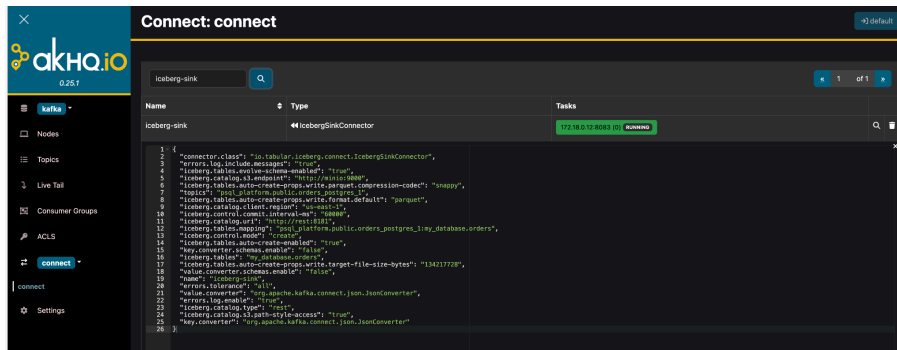 Connect: connect
default
akHQ.io
0.25.1
iceberg-sink
« 1 of 1 »
kafka
Name Type Tasks
iceberg-sink IcebergSinkConnector 172.18.0.12:8083 (0) RUNNING
Nodes
Topics
Live Tail
Consumer Groups
ACLS
connect
connect
Settings
1 {
2 "connector.class": "io.tabular.iceberg.connect.IcebergSinkConnector",
3 "errors.log.include.messages": "true",
4 "iceberg.tables.evolve-schema-enabled": "true",
5 "iceberg.catalog.s3.endpoint": "http://minio:9000",
6 "iceberg.tables.auto-create-props.write.parquet.compression-codec": "snappy",
7 "topics": "psql_platform.public.orders_postgres_1",
8 "iceberg.tables.auto-create-props.write.format.default": "parquet",
9 "iceberg.catalog.client.region": "us-east-1",
10 "iceberg.control.commit.interval-ms": "60000",
11 "iceberg.catalog.uri": "http://rest:8181",
12 "iceberg.tables.mapping": "psql_platform.public.orders_postgres_1:my_database.orders",
13 "iceberg.control.mode": "create",
14 "iceberg.tables.auto-create-enabled": "true",
15 "key.converter.schemas.enable": "false",
16 "iceberg.tables": "my_database.orders",
17 "iceberg.tables.auto-create-props.write.target-file-size-bytes": "134217728",
18 "value.converter.schemas.enable": "false",
19 "name": "iceberg-sink",
20 "errors.tolerance": "all",
21 "value.converter": "org.apache.kafka.connect.json.JsonConverter",
22 "errors.log.enable": "true",
23 "iceberg.catalog.type": "rest",
24 "iceberg.catalog.s3.path-style-access": "true",
25 "key.converter": "org.apache.kafka.connect.json.JsonConverter"
26 }